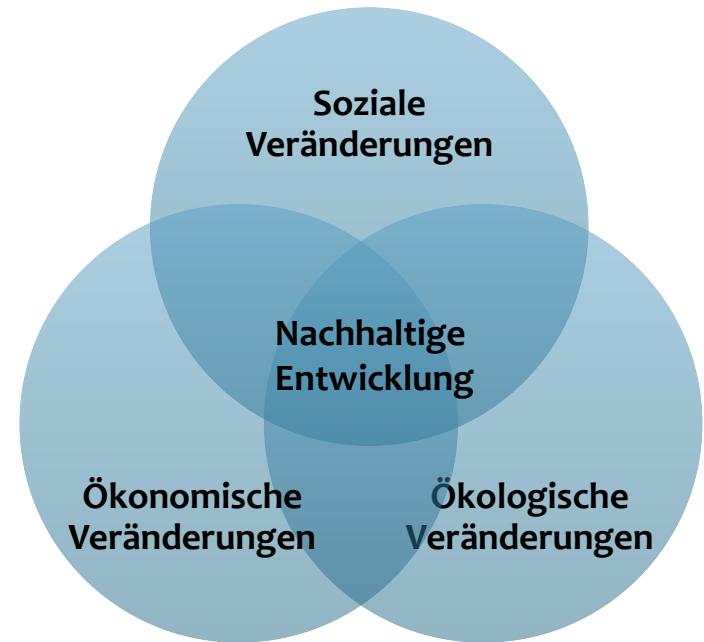 Soziale
Veränderungen
Nachhaltige
Entwicklung
Ökonomische
Veränderungen
Ökologische
Veränderungen